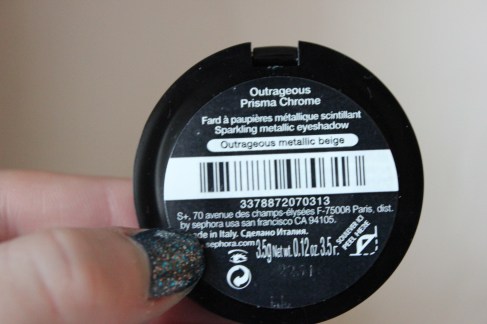 Outrageous
Prisma Chrome
Fard à paupières métallique scintillant
Sparkling metallic eyeshadow
Outrageous metallic beige
3378872070313
S+, 70 avenue des champs-élysées F-75008 Paris, dist.
by sephora usa san francisco CA 94105.
in Italy. Сделано Италия.
sephora.com
3.5g Net wt. 0.12 oz. 3.5 г.
PEEL HERE